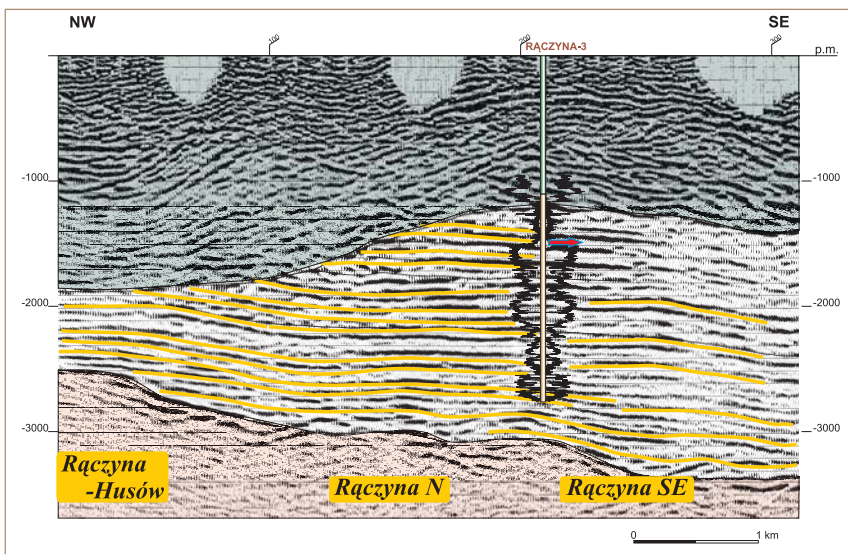 NW
SE
100
200
300
RĄCZYNA-3
p.m.
-1000
-1000
-2000
-2000
-3000
-3000
Rączyna
-Husów
Rączyna N
Rączyna SE
0
1 km